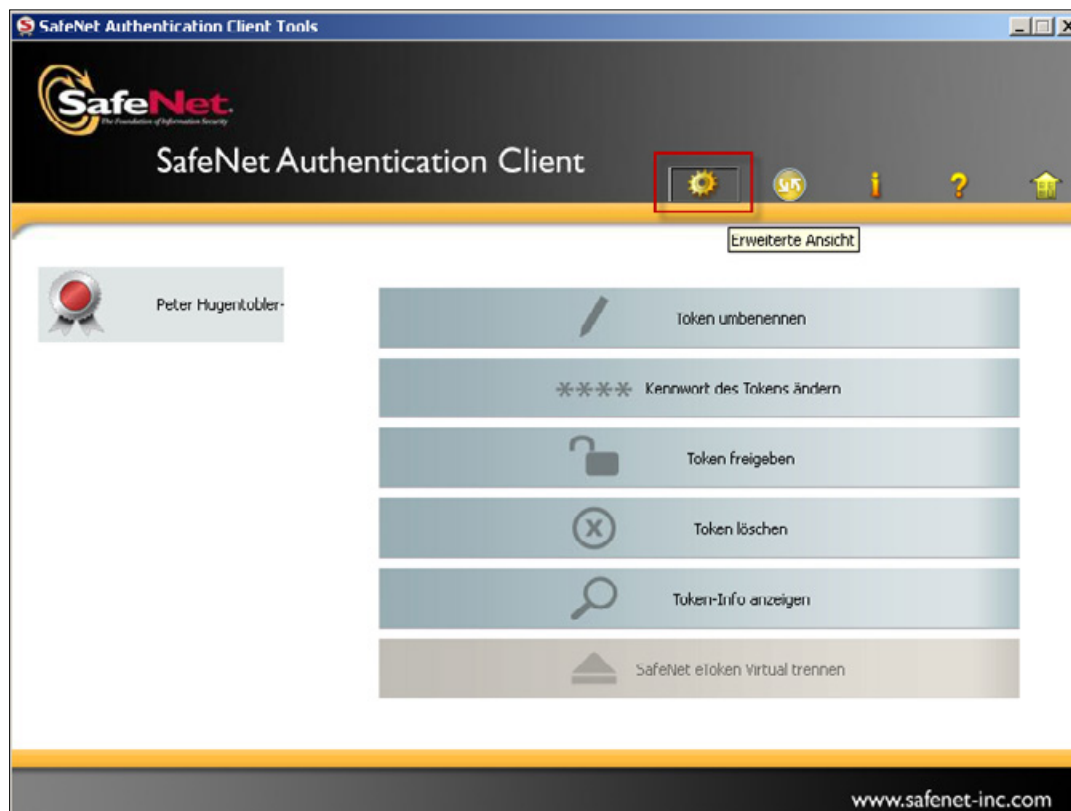 SafeNet Authentication Client Tools
SafeNet.
The Foundation of Information Security
SafeNet Authentication Client
Erweiterte Ansicht
Peter Hugentobler-
Token umbenennen
**** Kennwort des Tokens ändern
Token freigeben
Token löschen
Token-Info anzeigen
SafeNet eToken Virtual trennen
www.safenet-inc.com